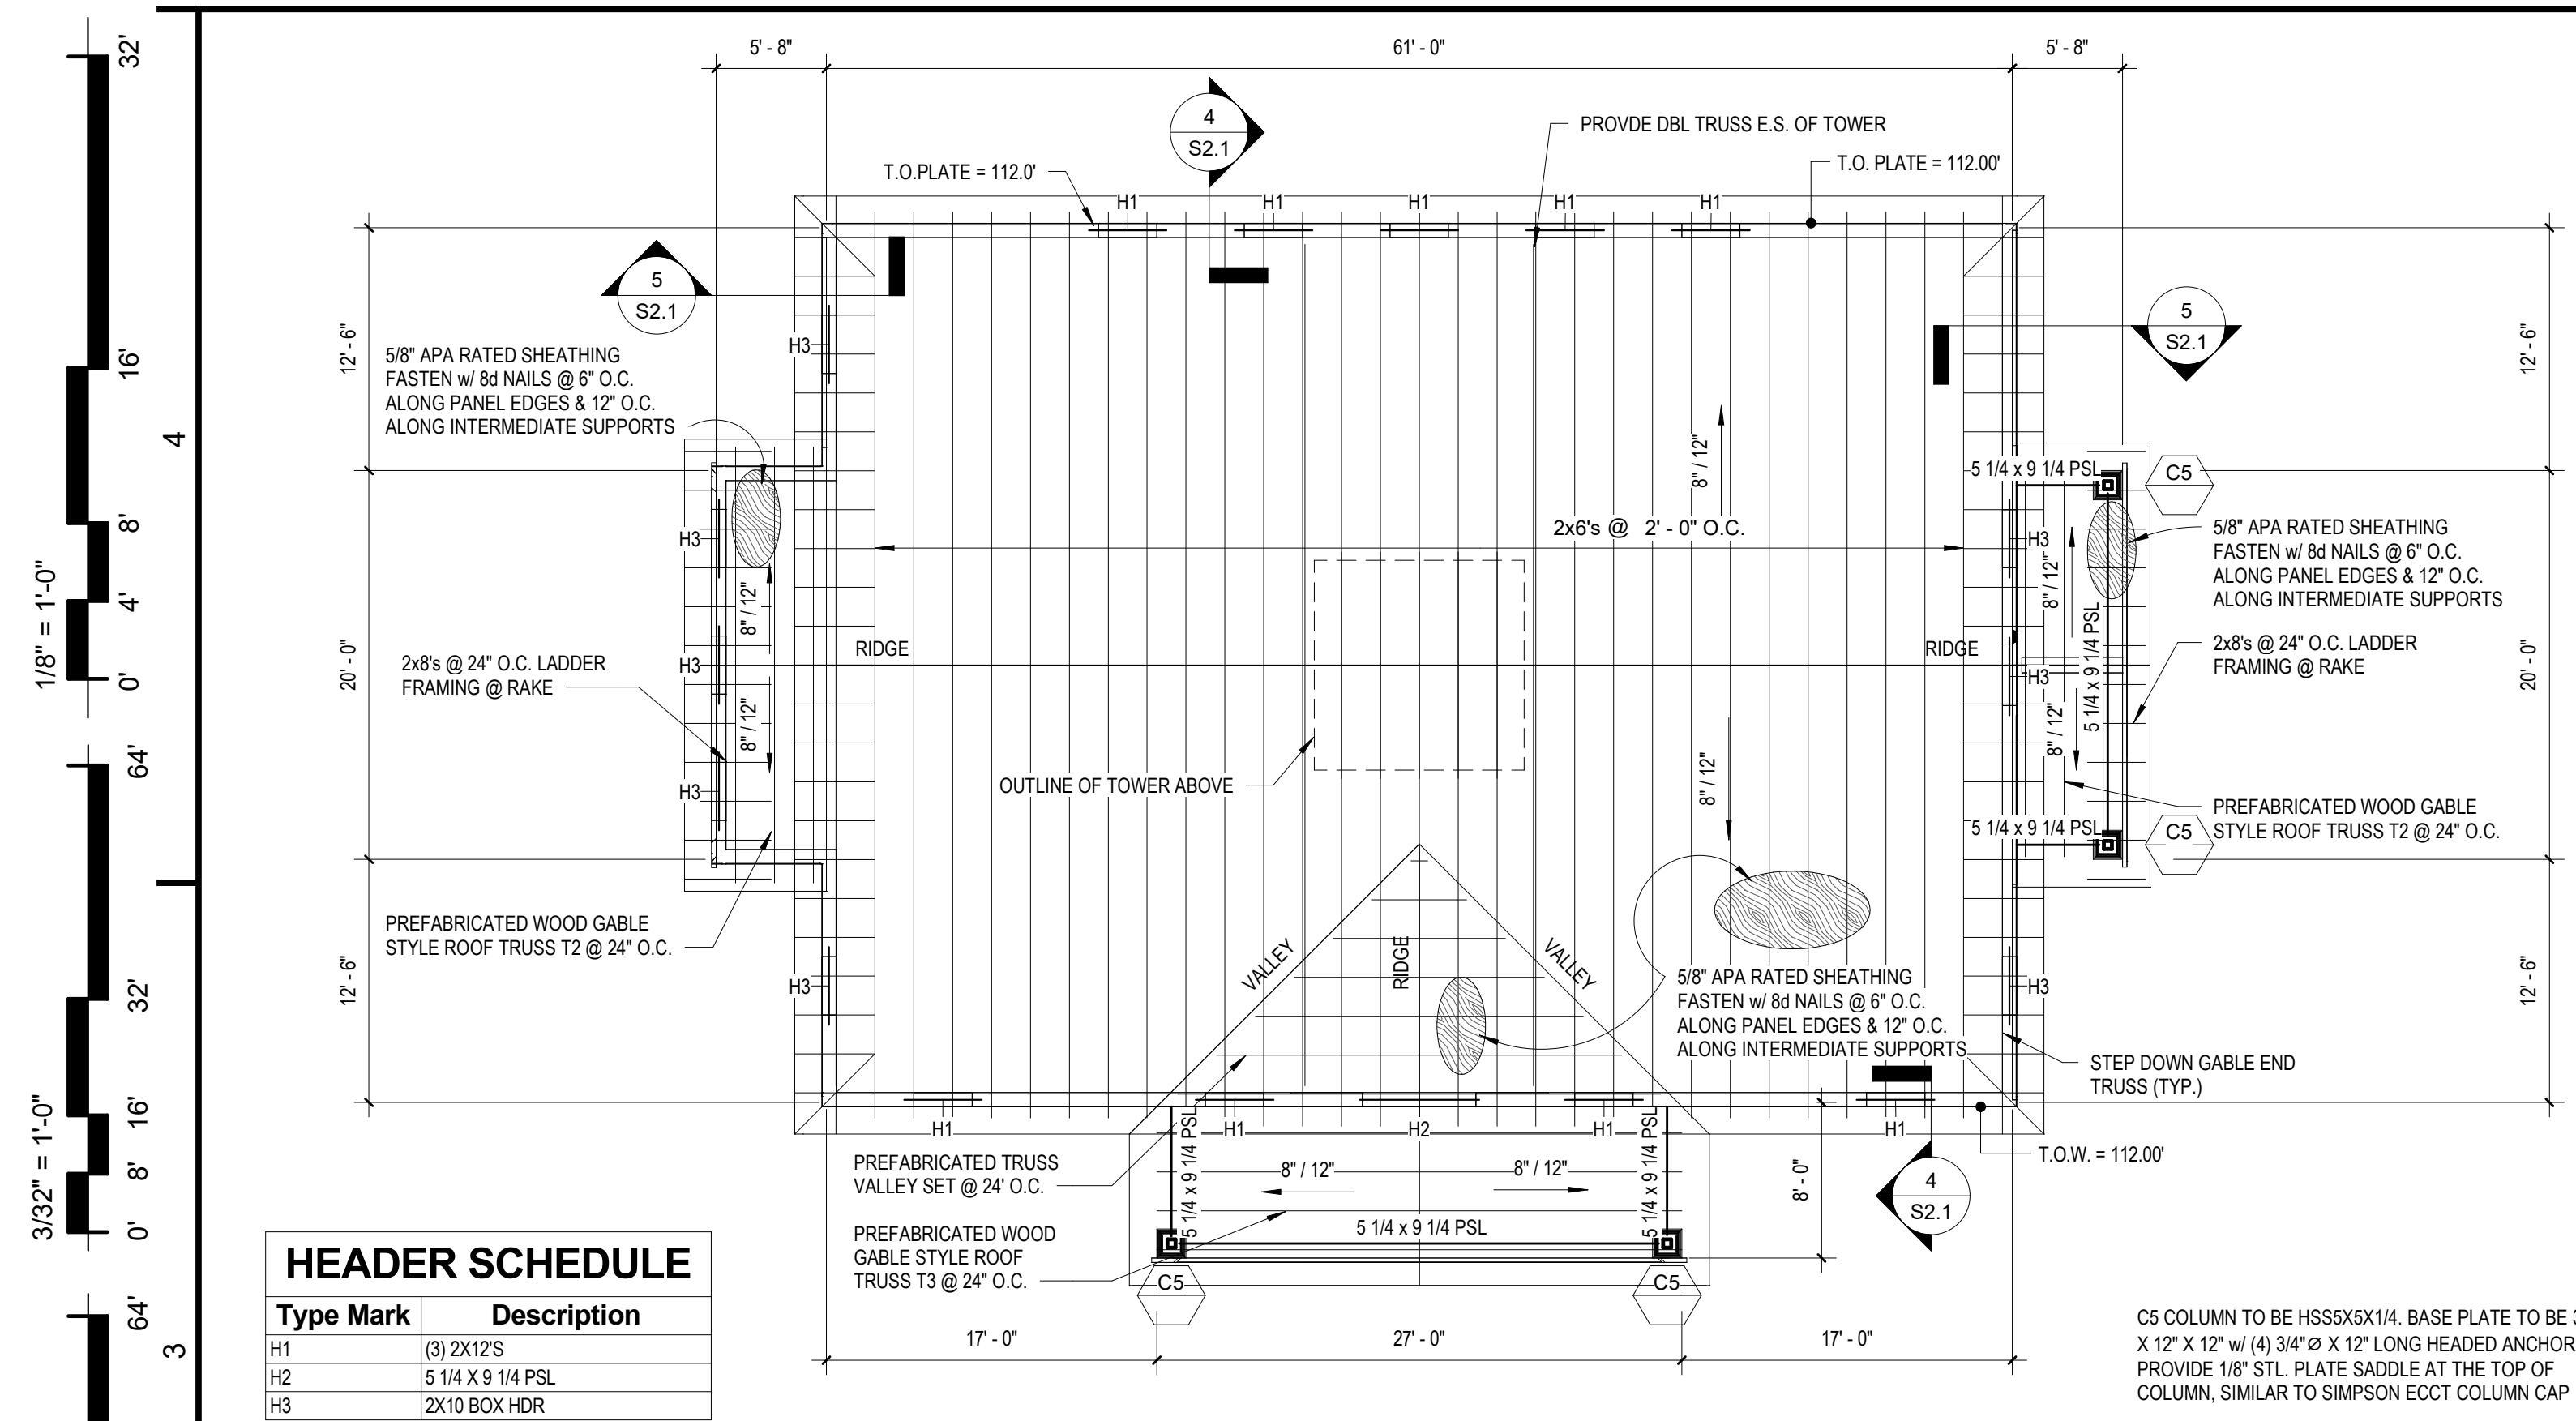 5' - 8"
61' - 0"
5' - 8"
4
S2.1
PROVDE DBL TRUSS E.S. OF TOWER
T.O.PLATE = 112.0'
T.O. PLATE = 112.00'
H1
H1
H1
H1
H1
5
S2.1
5
S2.1
12' - 6"
20' - 0"
12' - 6"
12' - 6"
20' - 0"
12' - 6"
5/8" APA RATED SHEATHING
FASTEN w/ 8d NAILS @ 6" O.C.
ALONG PANEL EDGES & 12" O.C.
ALONG INTERMEDIATE SUPPORTS
H3
H3
H3
H3
H3
8" / 12"
8" / 12"
2x8's @ 24" O.C. LADDER
FRAMING @ RAKE
PREFABRICATED WOOD GABLE
STYLE ROOF TRUSS T2 @ 24" O.C.
RIDGE
RIDGE
2x6's @ 2' - 0" O.C.
8" / 12"
8" / 12"
OUTLINE OF TOWER ABOVE
5 1/4 x 9 1/4 PSL
C5
H3
8" / 12"
5 1/4 x 9 1/4 PSL
H3
8" / 12"
5 1/4 x 9 1/4 PSL
C5
H3
5/8" APA RATED SHEATHING
FASTEN w/ 8d NAILS @ 6" O.C.
ALONG PANEL EDGES & 12" O.C.
ALONG INTERMEDIATE SUPPORTS
2x8's @ 24" O.C. LADDER
FRAMING @ RAKE
PREFABRICATED WOOD GABLE
STYLE ROOF TRUSS T2 @ 24" O.C.
VALLEY
RIDGE
VALLEY
5/8" APA RATED SHEATHING
FASTEN w/ 8d NAILS @ 6" O.C.
ALONG PANEL EDGES & 12" O.C.
ALONG INTERMEDIATE SUPPORTS
STEP DOWN GABLE END
TRUSS (TYP.)
T.O.W. = 112.00'
H1
H1
H2
H1
H1
PREFABRICATED TRUSS
VALLEY SET @ 24' O.C.
PREFABRICATED WOOD
GABLE STYLE ROOF
TRUSS T3 @ 24" O.C.
5 1/4 x 9 1/4 PSL
8" / 12"
8" / 12"
5 1/4 x 9 1/4 PSL
5 1/4 x 9 1/4 PSL
8' - 0"
4
S2.1
C5
C5
17' - 0"
27' - 0"
17' - 0"
HEADER SCHEDULE
Type Mark Description
H1 (3) 2X12'S
H2 5 1/4 X 9 1/4 PSL
H3 2X10 BOX HDR
C5 COLUMN TO BE HSS5X5X1/4. BASE PLATE TO BE
X 12" X 12" w/ (4) 3/4"Ø X 12" LONG HEADED ANCHOR
PROVIDE 1/8" STL. PLATE SADDLE AT THE TOP OF
COLUMN, SIMILAR TO SIMPSON ECCT COLUMN CAP
32'
16'
8'
4'
0'
1/8" = 1'-0"
64'
32'
16'
8'
0'
3/32" = 1'-0"
64'
4
3